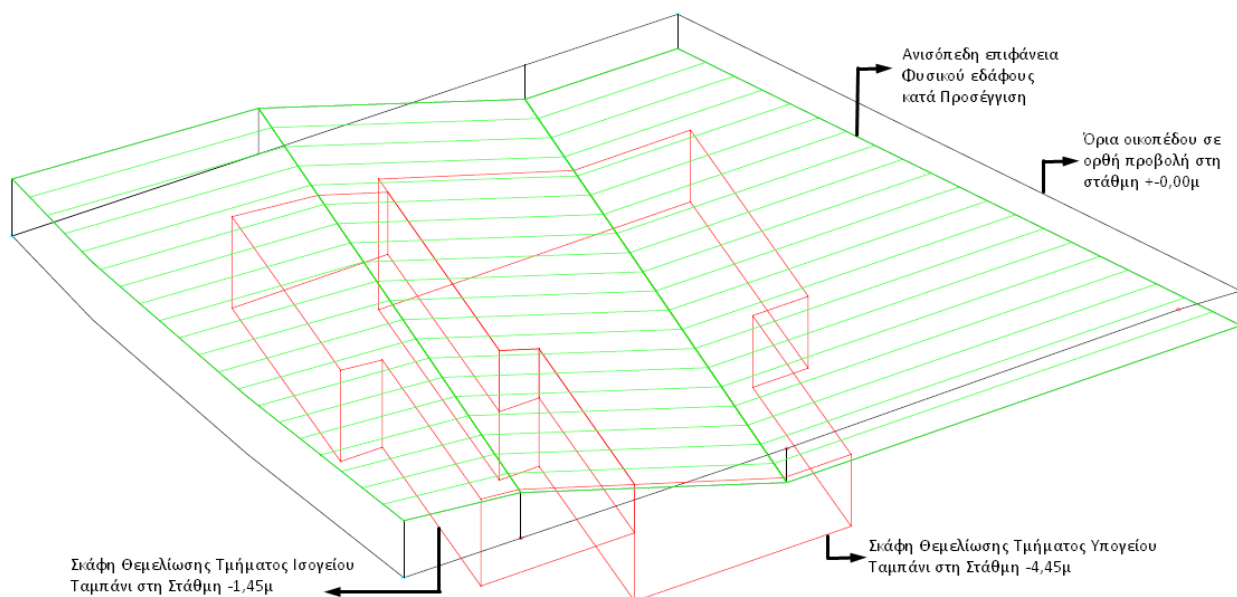 Ανισόπεδη επιφάνεια
Φυσικού εδάφους
κατά Προσέγγιση
Όρια οικοπέδου σε
ορθή προβολή στη
στάθμη +-0,00μ
Σκάφη Θεμελίωσης Τμήματος Ισογείου
Ταμπάνι στη Στάθμη -1,45μ
Σκάφη Θεμελίωσης Τμήματος Υπογείου
Ταμπάνι στη Στάθμη -4,45μ